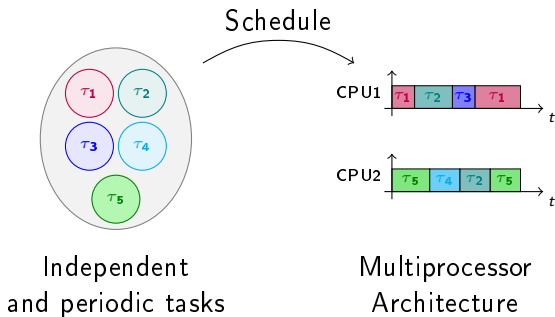 Schedule
τ1 τ2
τ3 τ4
τ5
CPU1 τ1 τ2 τ3 τ1 t
CPU2 τ5 τ4 τ2 τ5 t
Independent
and periodic tasks
Multiprocessor
Architecture